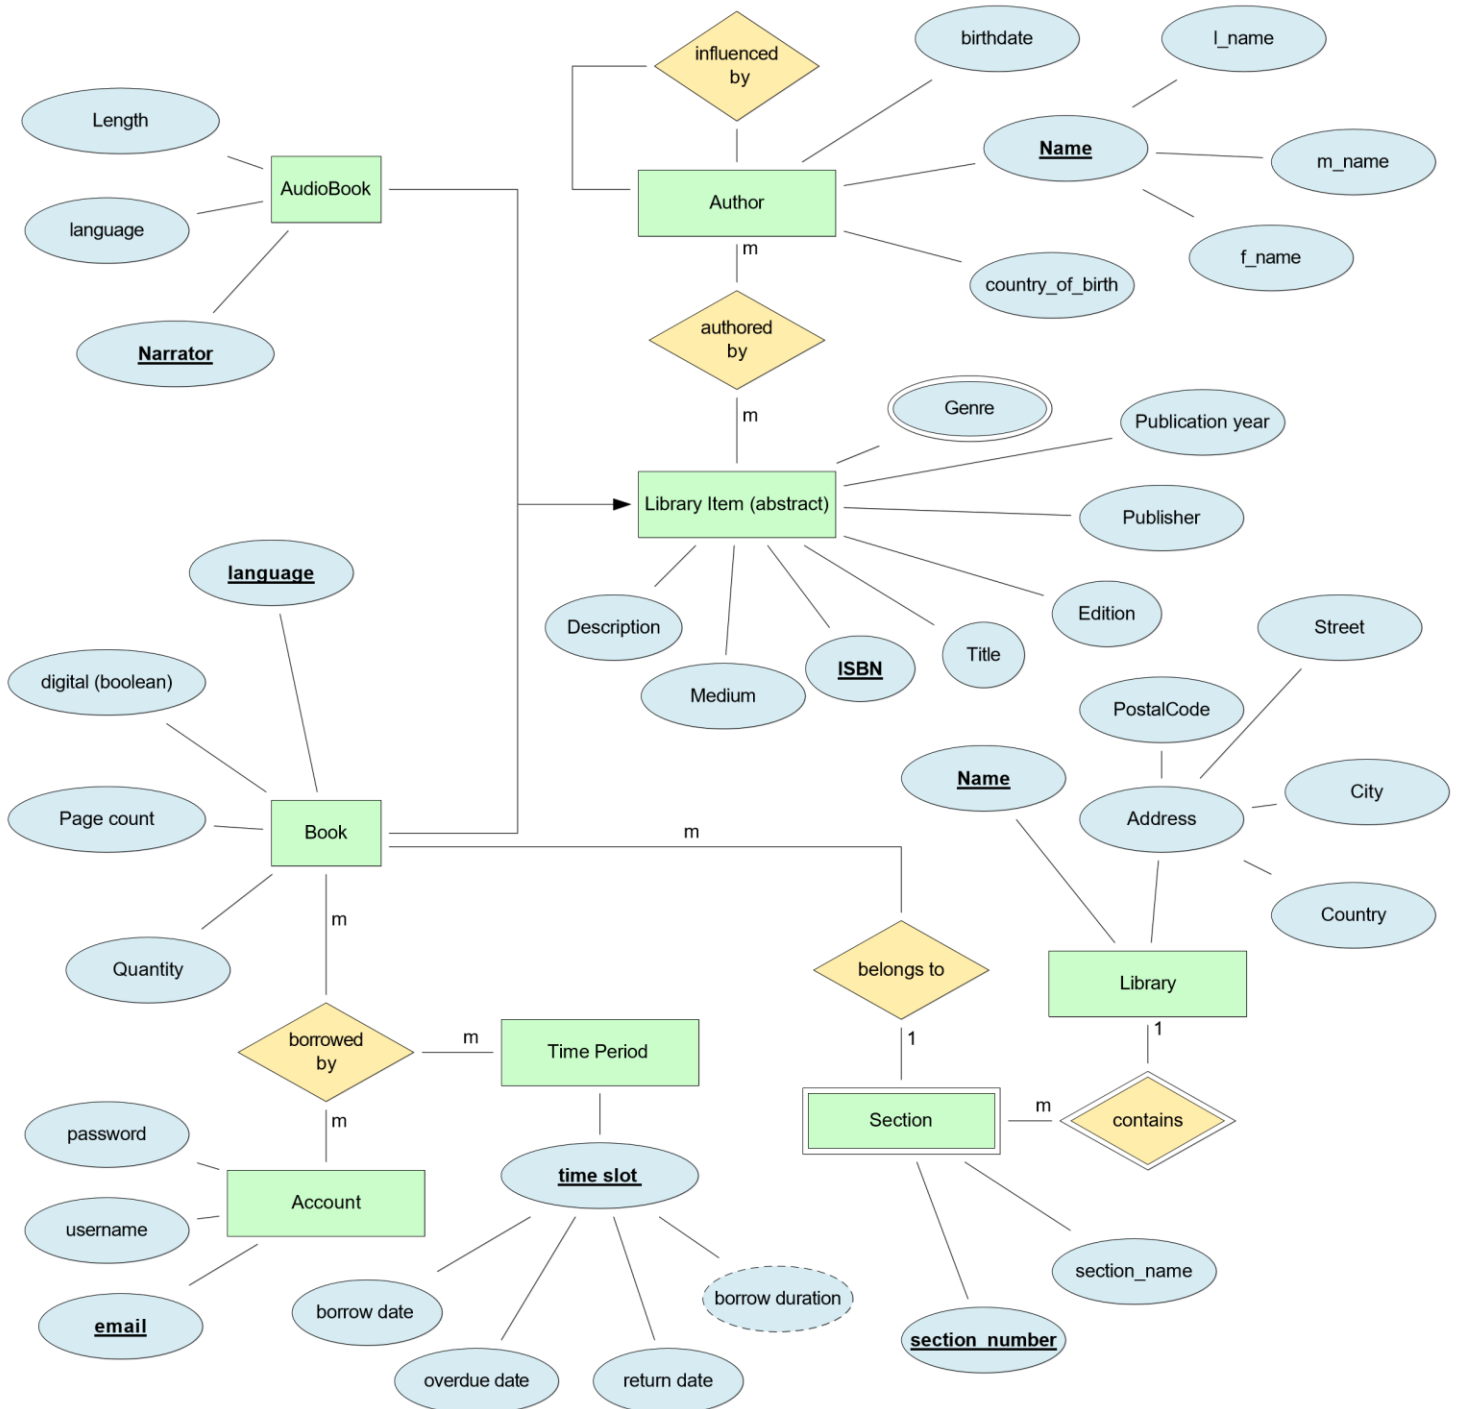 influenced
by
birthdate
l_name
Length
Name
m_name
AudioBook
Author
language
m
f_name
country_of_birth
authored
by
Narrator
m
Genre
Publication year
Library Item (abstract)
Publisher
language
Description
Edition
Street
Title
ISBN
Medium
digital (boolean)
PostalCode
Name
City
Page count
Book
m
Address
m
Country
Quantity
belongs to
Library
borrowed
by
m
Time Period
1
1
m
Section
m
contains
password
time slot 
Account
username
section_name
borrow duration
borrow date
email
section_number
overdue date
return date